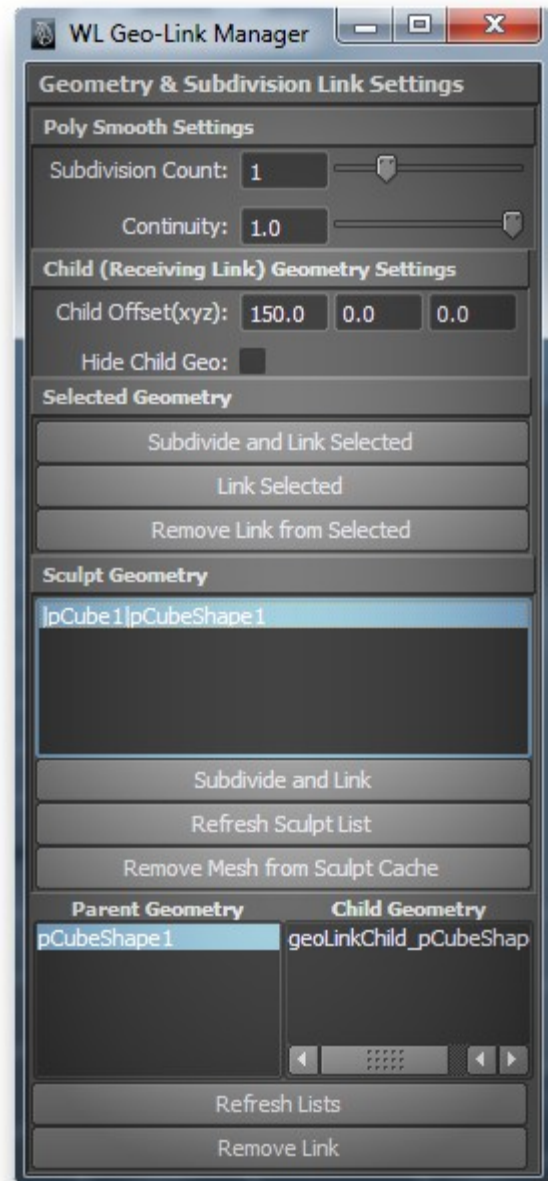 WL Geo-Link Manager
Geometry & Subdivision Link Settings
Poly Smooth Settings
Subdivision Count: 1
Continuity: 1.0
Child (Receiving Link) Geometry Settings
Child Offset(xyz): 150.0 0.0 0.0
Hide Child Geo:
Selected Geometry
Subdivide and Link Selected
Link Selected
Remove Link from Selected
Sculpt Geometry
|pCube1|pCubeShape1
Subdivide and Link
Refresh Sculpt List
Remove Mesh from Sculpt Cache
Parent Geometry Child Geometry
pCubeShape1 geoLinkChild_pCubeShap
Refresh Lists
Remove Link